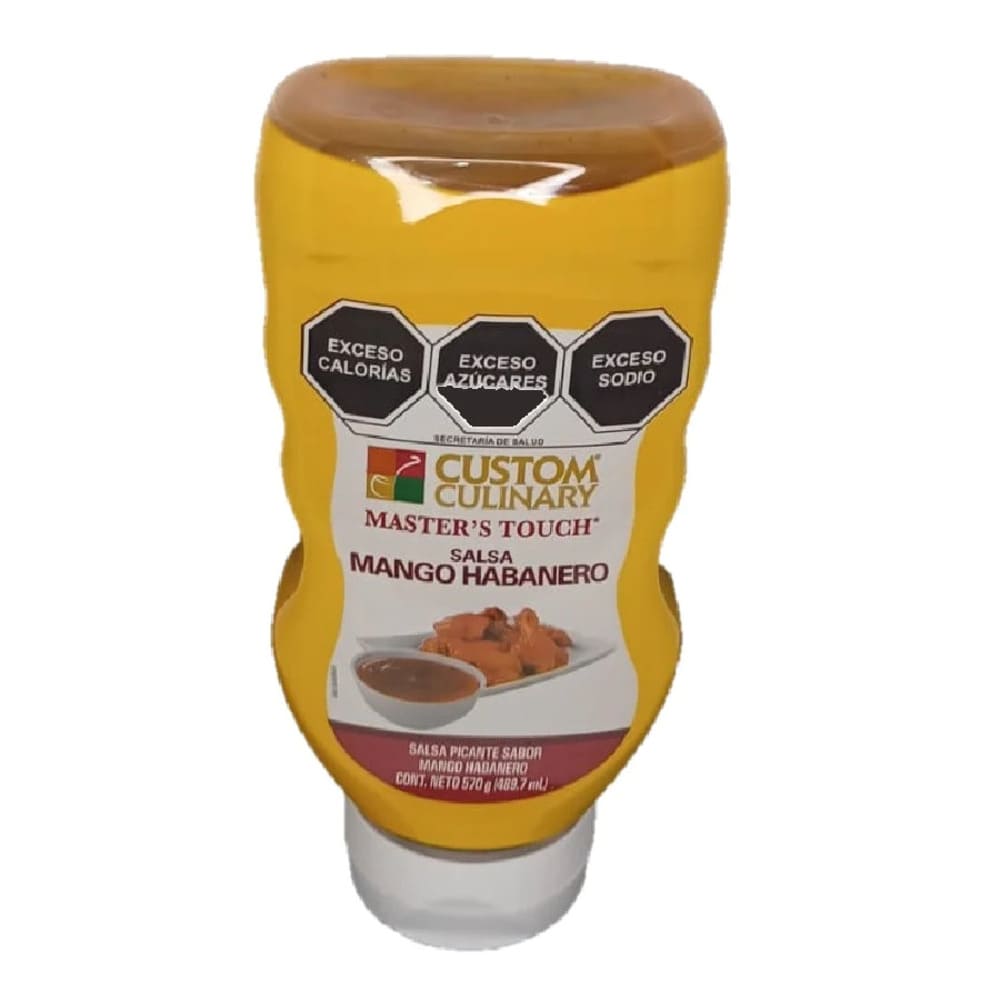 EXCESO
CALORÍAS
EXCESO
AZÚCARES
EXCESO
SODIO
SECRETARÍA DE SALUD
CUSTOM®
CULINARY
MASTER'S TOUCH®
SALSA
MANGO HABANERO
SALSA PICANTE SABOR
MANGO HABANERO
CONT. NETO 570 g (489.7 mL)